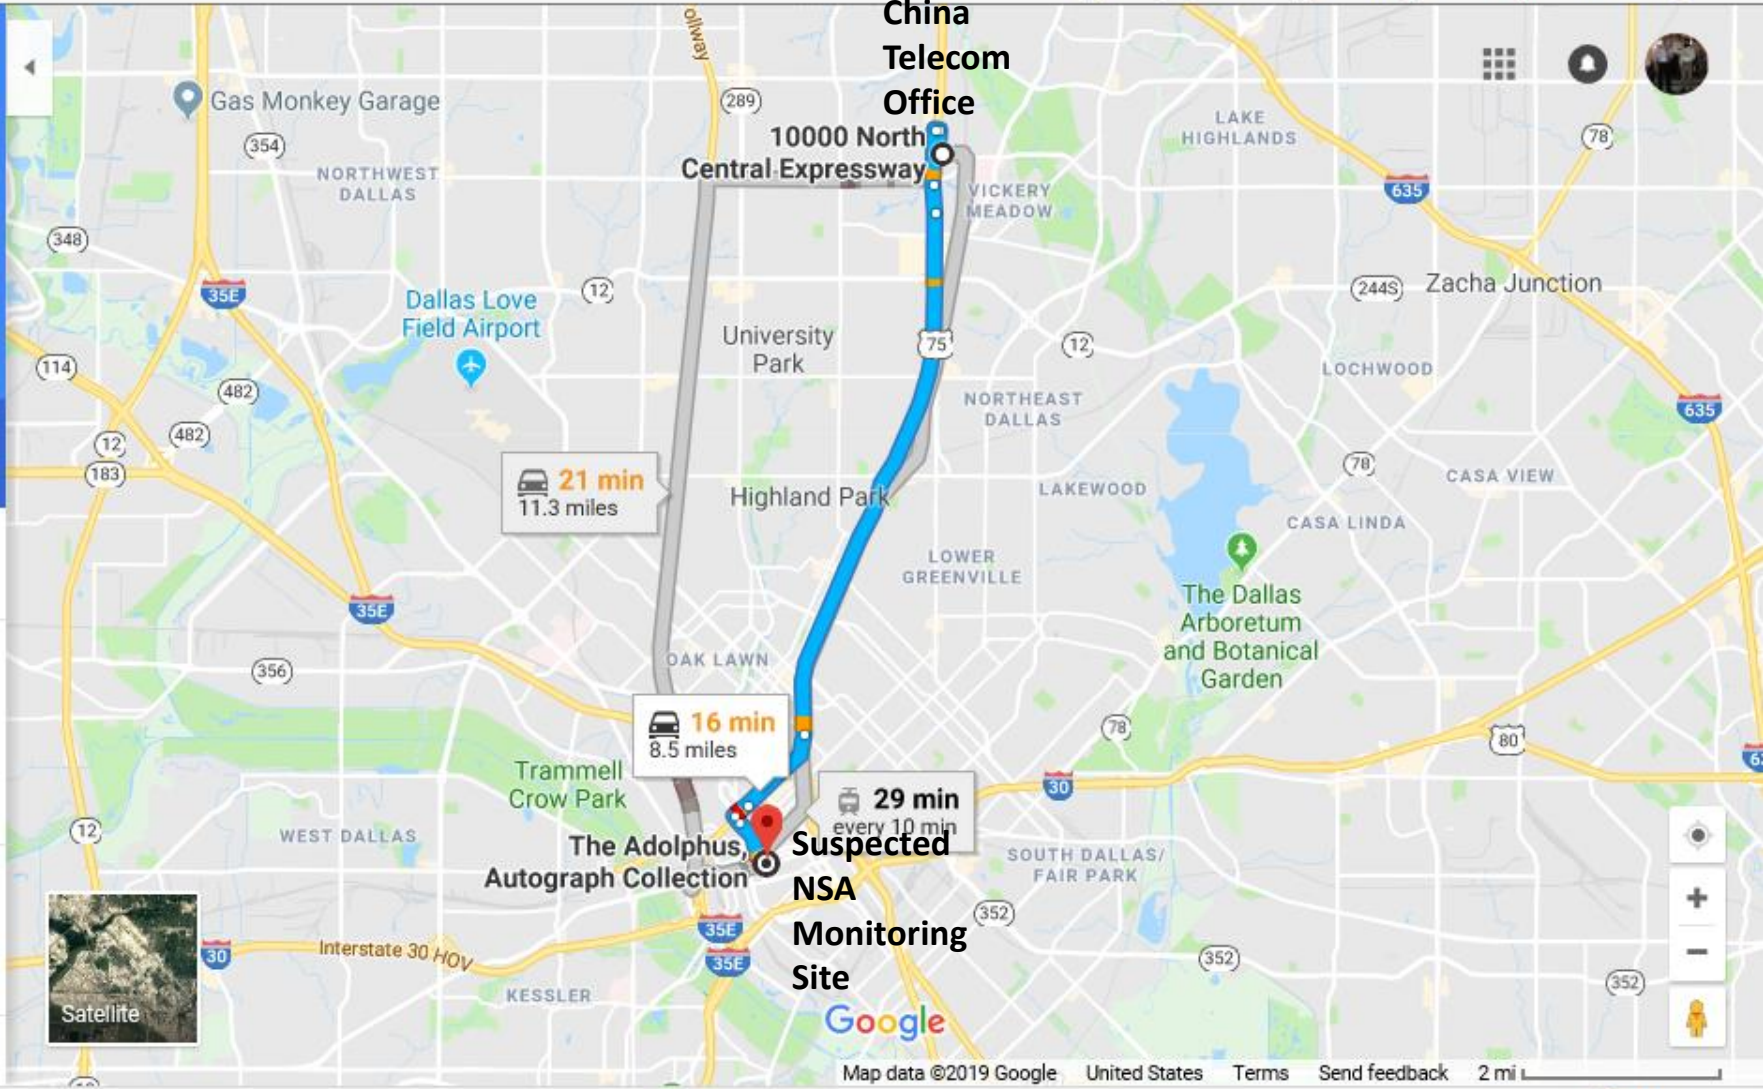 China
Telecom
Office
ollway
Gas Monkey Garage
289
354
10000 North
Central Expressway
LAKE
HIGHLANDS
78
NORTHWEST
DALLAS
VICKERY
MEADOW
635
348
35E
12
Dallas Love
Field Airport
244S
Zacha Junction
University
Park
75
12
114
LOCHWOOD
482
NORTHEAST
DALLAS
635
12
482
183
21 min
11.3 miles
Highland Park
LAKEWOOD
78
CASA VIEW
CASA LINDA
LOWER
GREENVILLE
35E
The Dallas
Arboretum
and Botanical
Garden
OAK LAWN
356
16 min
8.5 miles
78
80
63
Trammell
Crow Park
30
29 min
every 10 min
12
WEST DALLAS
The Adolphus,
Autograph Collection
Suspected
NSA
Monitoring
Site
SOUTH DALLAS/
FAIR PARK
352
35E
30
Interstate 30 HOV
35E
352
352
KESSLER
Satellite
Google
Map data ©2019 Google
United States
Terms
Send feedback
2 mi